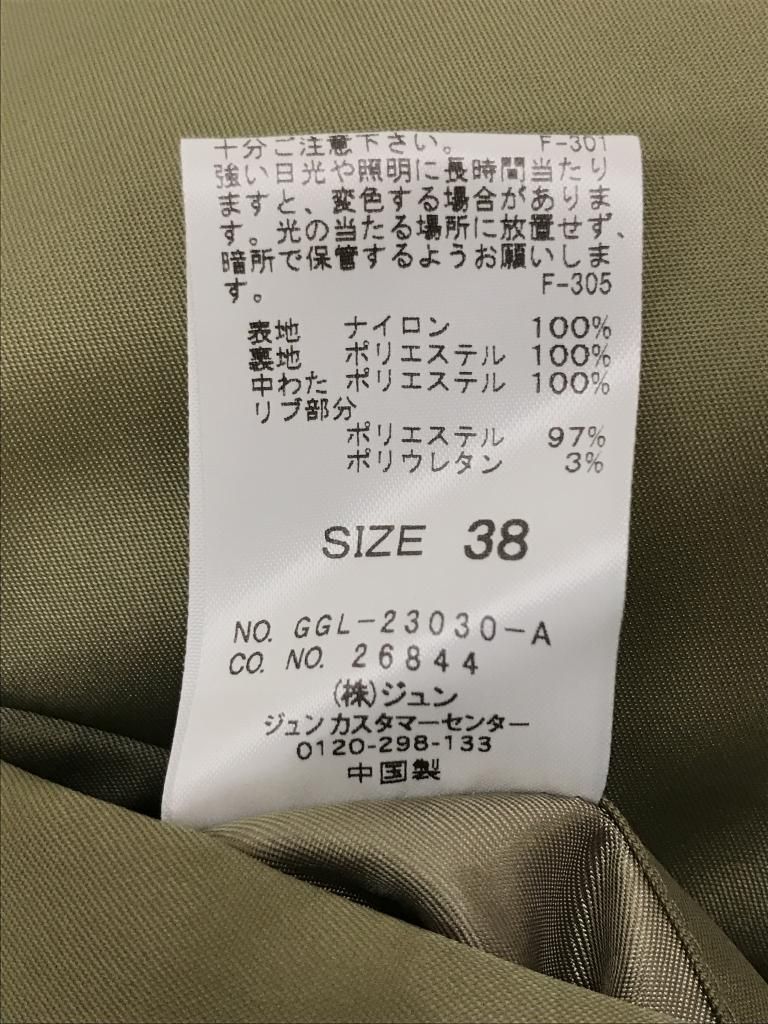 十分ご注意下さい。 F-301
強い日光や照明に長時間当たり
ますと、変色する場合がありま
す。光の当たる場所に放置せず、
暗所で保管するようお願いしま
す。 F-305
表地 ナイロン 100%
裏地 ポリエステル 100%
中わた ポリエステル 100%
リブ部分
ポリエステル 97%
ポリウレタン 3%
SIZE 38
NO. GGL-23030-A
CO. NO. 26844
(株)ジュン
ジュン カスタマーセンター
0120-298-133
中国製